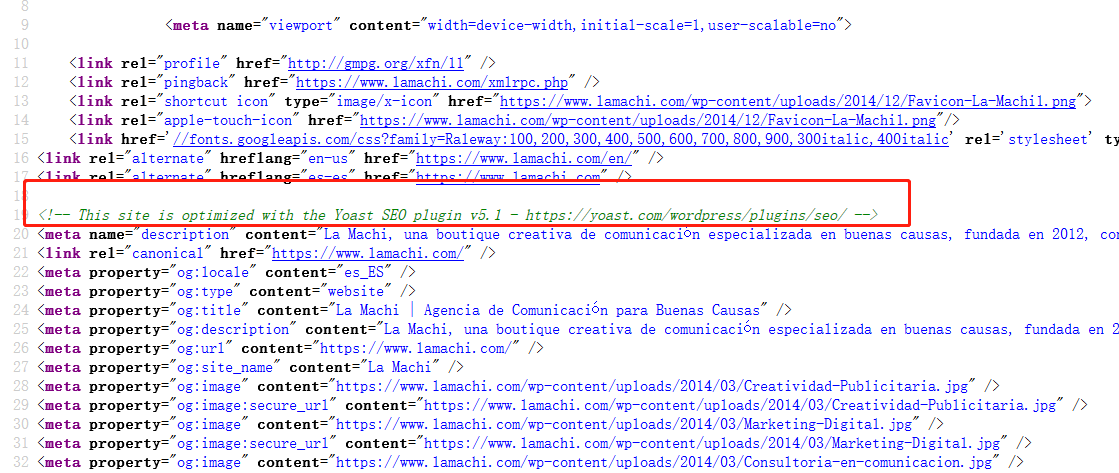 8
9 <meta name="viewport" content="width=device-width,initial-scale=1,user-scalable=no">
10
11 <link rel="profile" href="http://gmpg.org/xfn/11" />
12 <link rel="pingback" href="https://www.lamachi.com/xmlrpc.php" />
13 <link rel="shortcut icon" type="image/x-icon" href="https://www.lamachi.com/wp-content/uploads/2014/12/Favicon-La-Machi1.png">
14 <link rel="apple-touch-icon" href="https://www.lamachi.com/wp-content/uploads/2014/12/Favicon-La-Machi1.png"/>
15 <link href='//fonts.googleapis.com/css?family=Raleway:100,200,300,400,500,600,700,800,900,300italic,400italic' rel='stylesheet' ty
16 <link rel="alternate" hreflang="en-us" href="https://www.lamachi.com/en/" />
17 <link rel="alternate" hreflang="es-es" href="https://www.lamachi.com" />
18
19 <!-- This site is optimized with the Yoast SEO plugin v5.1 - https://yoast.com/wordpress/plugins/seo/ -->
20 <meta name="description" content="La Machi, una boutique creativa de comunicación especializada en buenas causas, fundada en 2012, con
21 <link rel="canonical" href="https://www.lamachi.com/" />
22 <meta property="og:locale" content="es_ES" />
23 <meta property="og:type" content="website" />
24 <meta property="og:title" content="La Machi | Agencia de Comunicación para Buenas Causas" />
25 <meta property="og:description" content="La Machi, una boutique creativa de comunicación especializada en buenas causas, fundada en 2
26 <meta property="og:url" content="https://www.lamachi.com/" />
27 <meta property="og:site_name" content="La Machi" />
28 <meta property="og:image" content="https://www.lamachi.com/wp-content/uploads/2014/03/Creatividad-Publicitaria.jpg" />
29 <meta property="og:image:secure_url" content="https://www.lamachi.com/wp-content/uploads/2014/03/Creatividad-Publicitaria.jpg" />
30 <meta property="og:image" content="https://www.lamachi.com/wp-content/uploads/2014/03/Marketing-Digital.jpg" />
31 <meta property="og:image:secure_url" content="https://www.lamachi.com/wp-content/uploads/2014/03/Marketing-Digital.jpg" />
32 <meta property="og:image" content="https://www.lamachi.com/wp-content/uploads/2014/03/Consultoria-en-comunicacion.jpg" />